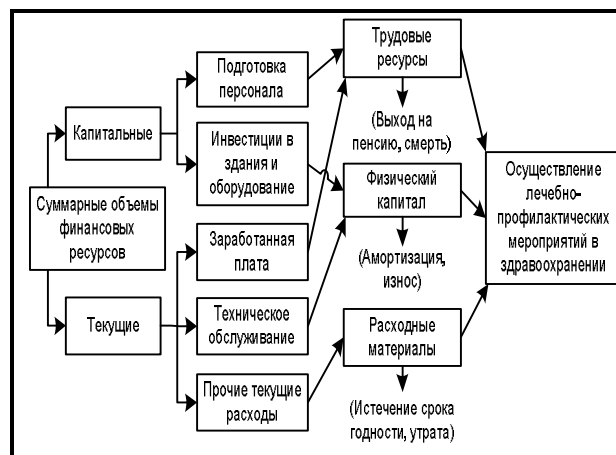 Суммарные объемы
финансовых
ресурсов
Капитальные
Текущие
Подготовка
персонала
Инвестиции в
здания и
оборудование
Заработанная
плата
Техническое
обслуживание
Прочие текущие
расходы
Трудовые
ресурсы
(Выход на
пенсию, смерть)
Физический
капитал
(Амортизация,
износ)
Расходные
материалы
(Истечение срока
годности, утрата)
Осуществление
лечебно-
профилактических
мероприятий в
здравоохранении